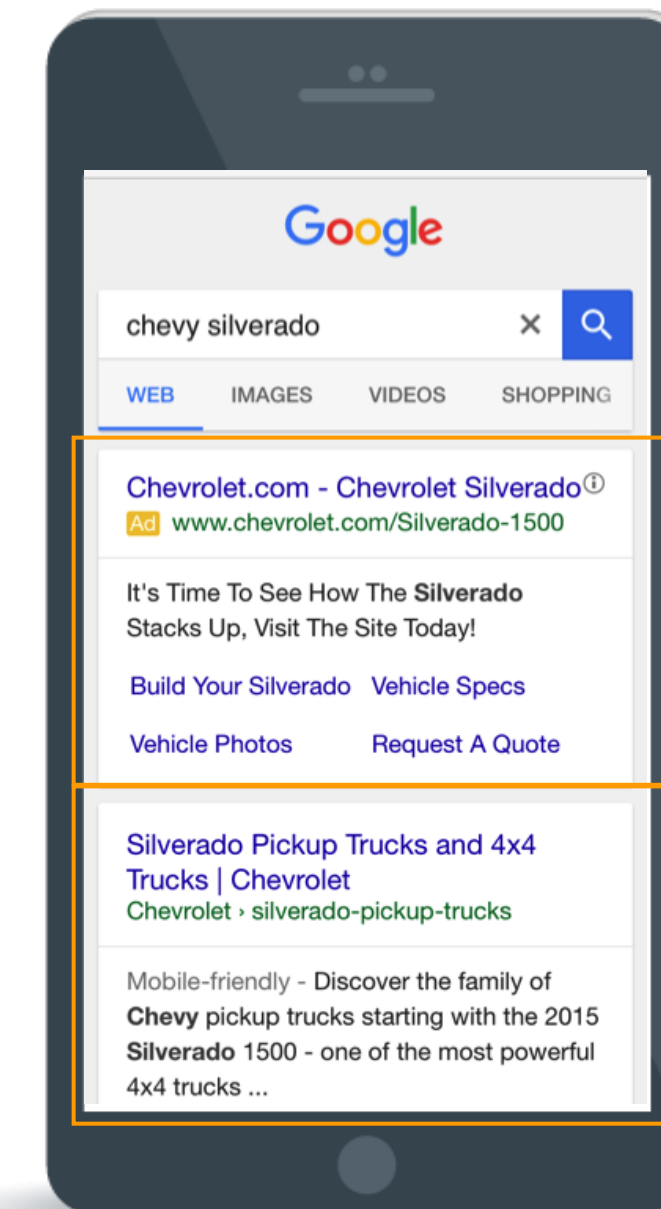 Google
chevy silverado
WEB IMAGES VIDEOS SHOPPING
Chevrolet.com - Chevrolet Silverado
Ad www.chevrolet.com/Silverado-1500
It's Time To See How The Silverado
Stacks Up, Visit The Site Today!
Build Your Silverado Vehicle Specs
Vehicle Photos Request A Quote
Silverado Pickup Trucks and 4x4
Trucks | Chevrolet
Chevrolet › silverado-pickup-trucks
Mobile-friendly - Discover the family of
Chevy pickup trucks starting with the 2015
Silverado 1500 - one of the most powerful
4x4 trucks ...